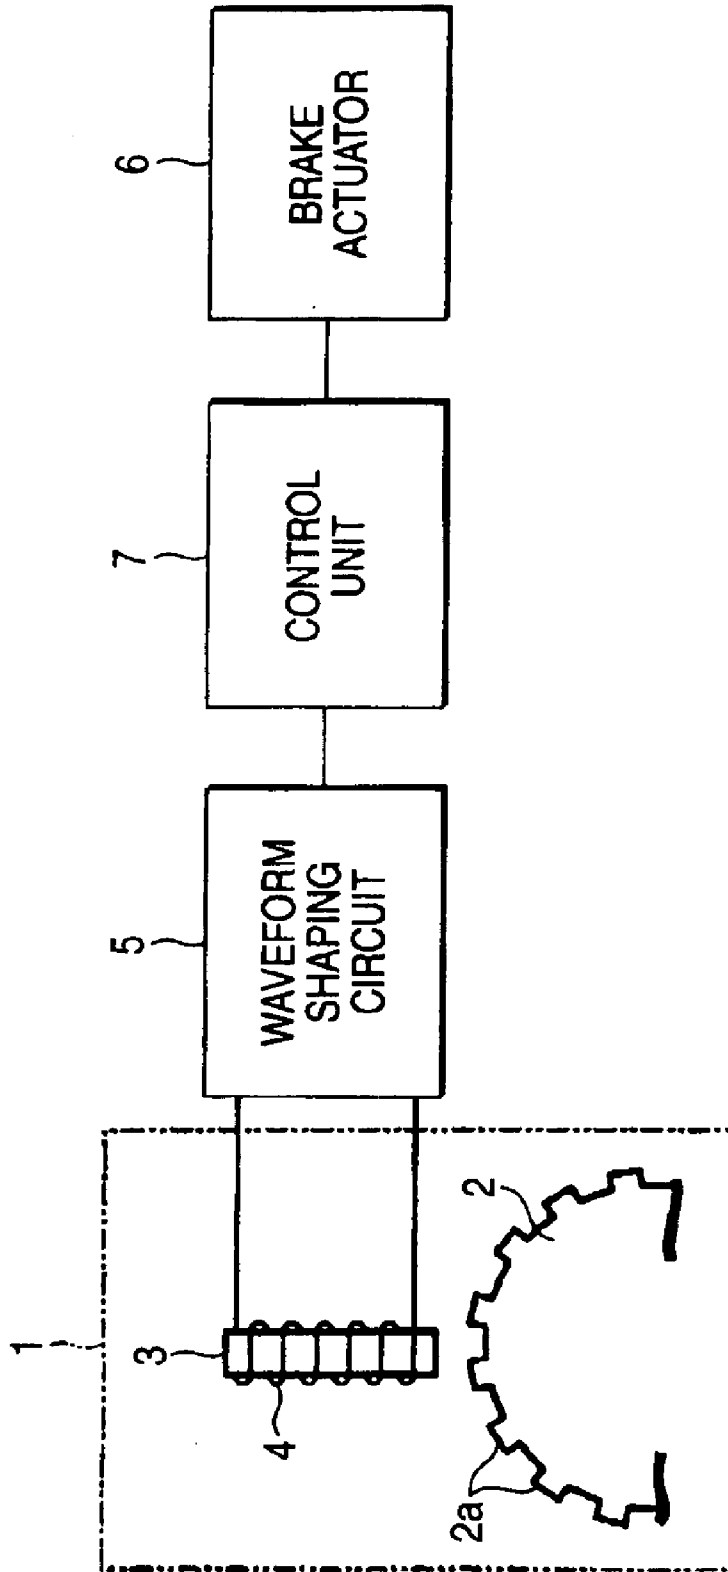 1
3
4
2
2a
5
WAVEFORM
SHAPING
CIRCUIT
7
CONTROL
UNIT
6
BRAKE
ACTUATOR